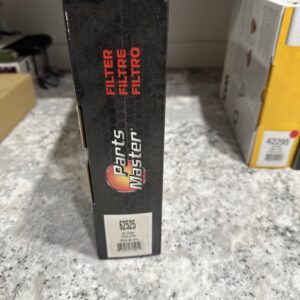 FILTER
FILTRE
FILTRO
Parts
Master
62525
42295